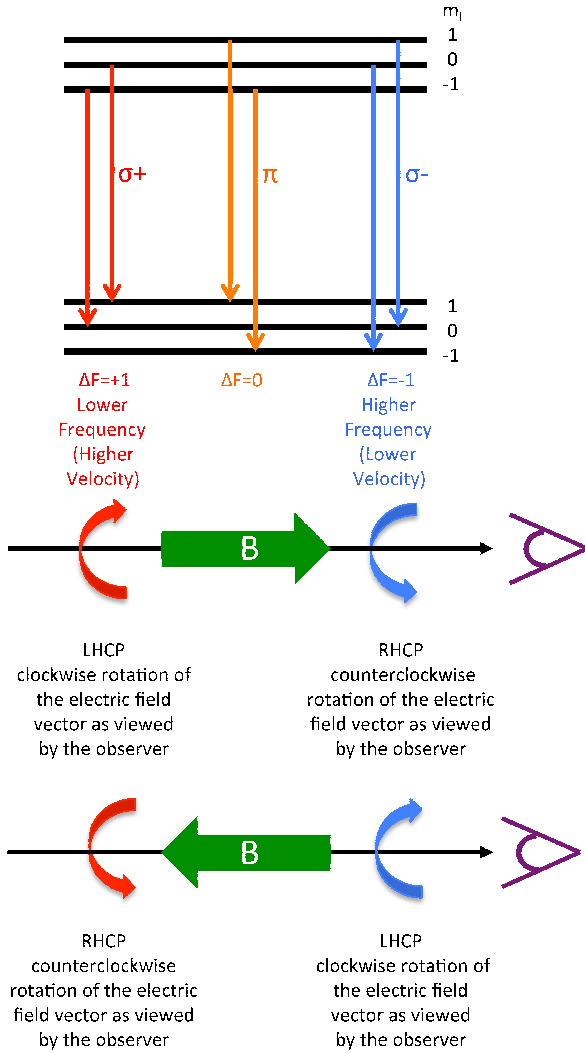 mI
1
0
-1
σ+
π
σ-
1
0
-1
ΔF=+1
Lower
Frequency
(Higher
Velocity)
ΔF=0
ΔF=-1
Higher
Frequency
(Lower
Velocity)
B
LHCP
clockwise rotation of
the electric field
vector as viewed
by the observer
RHCP
counterclockwise
rotation of the electric
field vector as viewed
by the observer
B
RHCP
counterclockwise
rotation of the electric
field vector as viewed
by the observer
LHCP
clockwise rotation of
the electric field
vector as viewed
by the observer